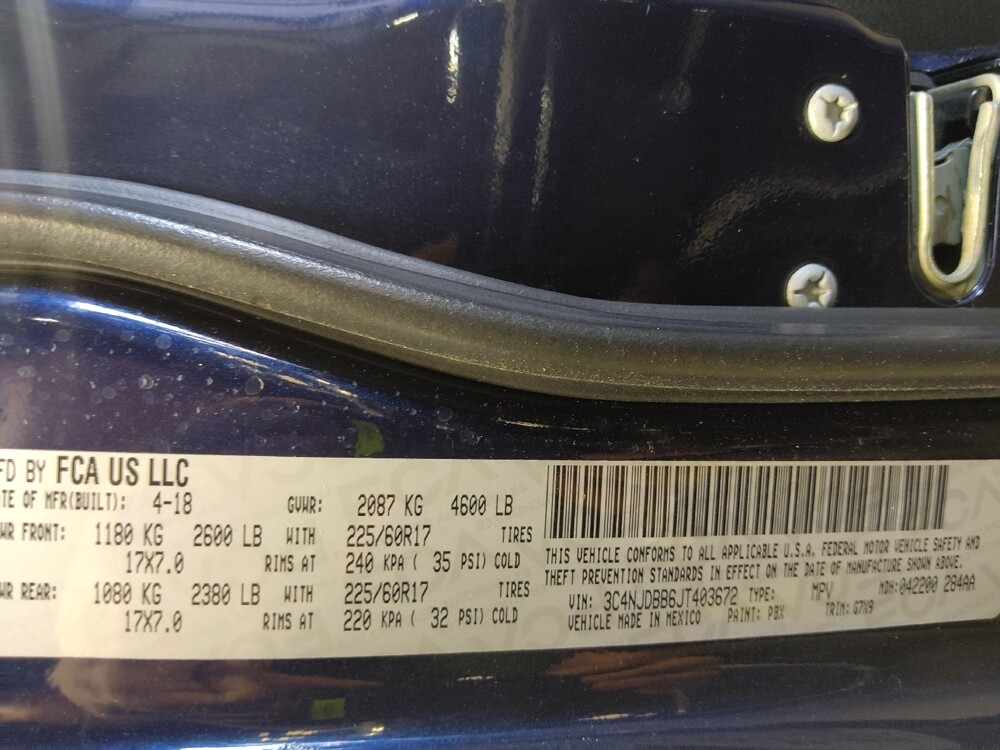 FD BY FCA US LLC
TE OF MFR(BUILT): 4-18 GVWR: 2087 KG 4600 LB
WR FRONT: 1180 KG 2600 LB WITH 225/60R17 TIRES
17X7.0 RIMS AT 240 KPA ( 35 PSI) COLD
WR REAR: 1080 KG 2380 LB WITH 225/60R17 TIRES
17X7.0 RIMS AT 220 KPA ( 32 PSI) COLD
THIS VEHICLE CONFORMS TO ALL APPLICABLE U.S.A. FEDERAL MOTOR VEHICLE SAFETY AND
THEFT PREVENTION STANDARDS IN EFFECT ON THE DATE OF MANUFACTURE SHOWN ABOVE.
VIN: 3C4NJDBB6JT403672 TYPE: MPV MDH:042200 284AA
VEHICLE MADE IN MEXICO PAINT: PBX TRIM: G7X9